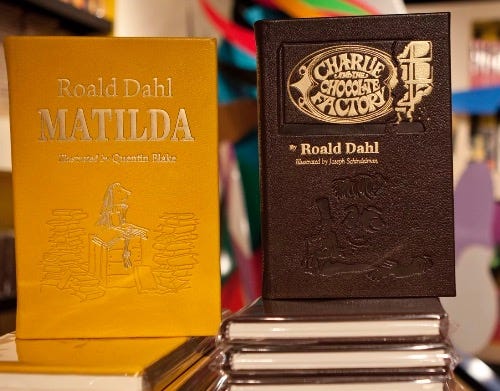 Roald Dahl
MATILDA
Illustrated by Quentin Blake
CHARLIE
AND THE
CHOCOLATE
FACTORY
By Roald Dahl
Illustrated by Joseph Schindelman